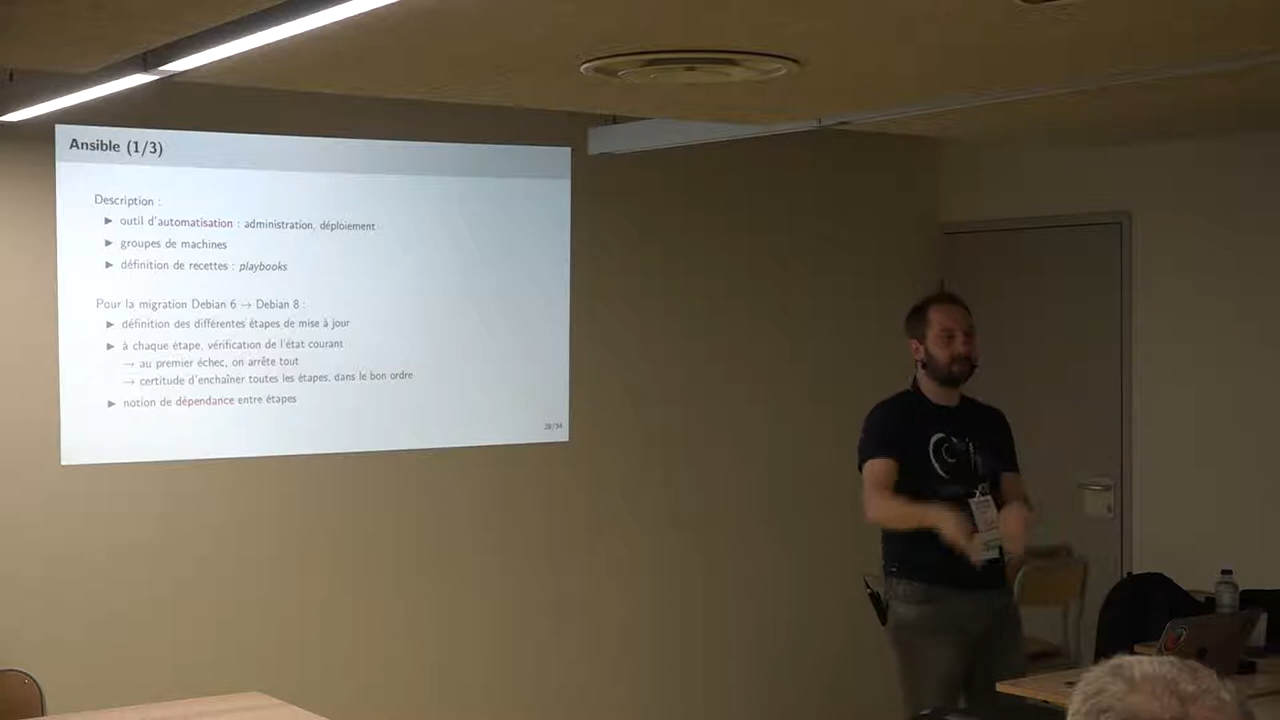 Ansible (1/3)
Description :
► outil d'automatisation : administration, déploiement
► groupes de machines
► définition de recettes : playbooks
Pour la migration Debian 6 → Debian 8 :
► définition des différentes étapes de mise à jour
► à chaque étape, vérification de l'état courant
→ au premier échec, on arrête tout
→ certitude d'enchaîner toutes les étapes, dans le bon ordre
► notion de dépendance entre étapes